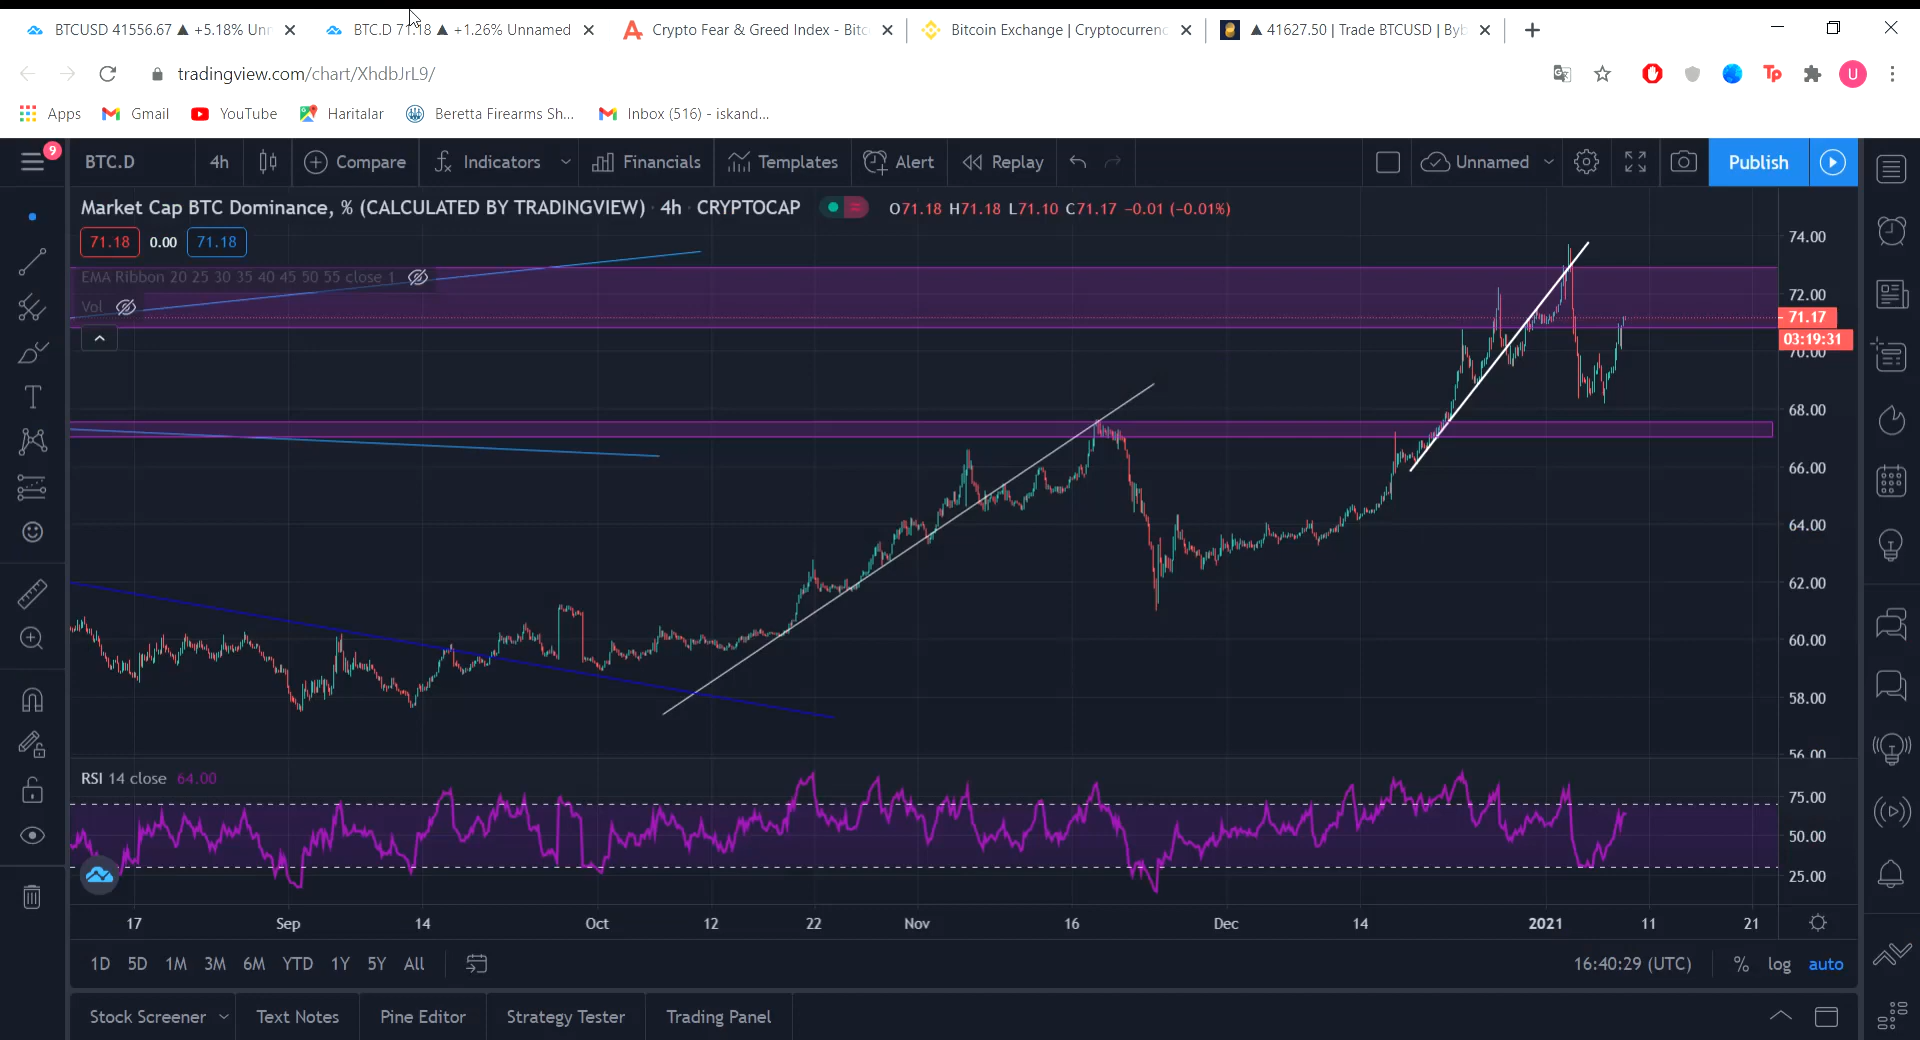 BTCUSD 41556.67 ▲ +5.18% Unn
BTC.D 71.18 ▲ +1.26% Unnamed
Crypto Fear & Greed Index - Bitc
Bitcoin Exchange | Cryptocurrenc
▲ 41627.50 | Trade BTCUSD | Byb
tradingview.com/chart/XhdbJrL9/
Tp
U
Apps
Gmail
YouTube
Haritalar
Beretta Firearms Sh...
Inbox (516) - iskand...
9
BTC.D
4h
Compare
Indicators
Financials
Templates
Alert
Replay
Unnamed
Publish
Market Cap BTC Dominance, % (CALCULATED BY TRADINGVIEW) · 4h · CRYPTOCAP
O71.18 H71.18 L71.10 C71.17 −0.01 (−0.01%)
71.18 0.00 71.18
EMA Ribbon 20 25 30 35 40 45 50 55 close 1
Vol
74.00
72.00
71.17
03:19:31
70.00
68.00
66.00
64.00
62.00
60.00
58.00
56.00
RSI 14 close 64.00
75.00
50.00
25.00
17 Sep 14 Oct 12 22 Nov 16 Dec 14 2021 11 21
1D 5D 1M 3M 6M YTD 1Y 5Y All
16:40:29 (UTC)
% log auto
Stock Screener
Text Notes
Pine Editor
Strategy Tester
Trading Panel